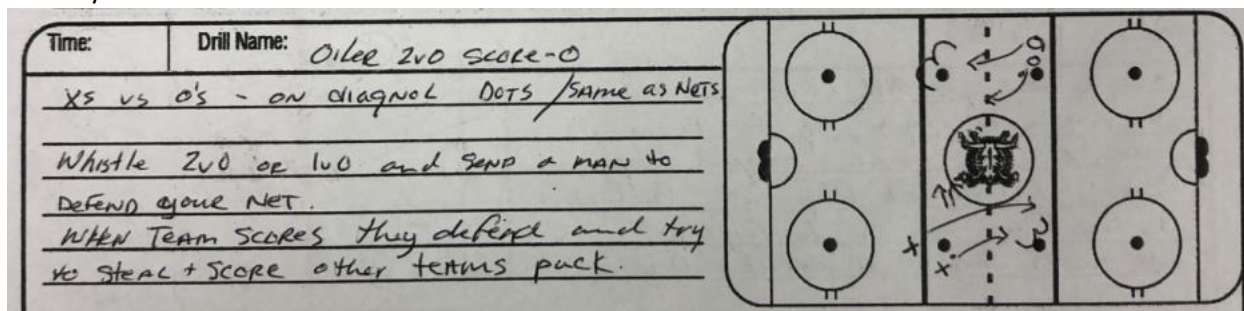 Time:
Drill Name: Oiler 2v0 Score-O
XS vs O's - ON diagnol DOTS / SAme as NeTS
Whistle 2v0 or 1v0 and Send a man to
DeFend your Net.
WHEN Team Scores they defend and try
to Steal + Score other teams puck.
O
O
X
X